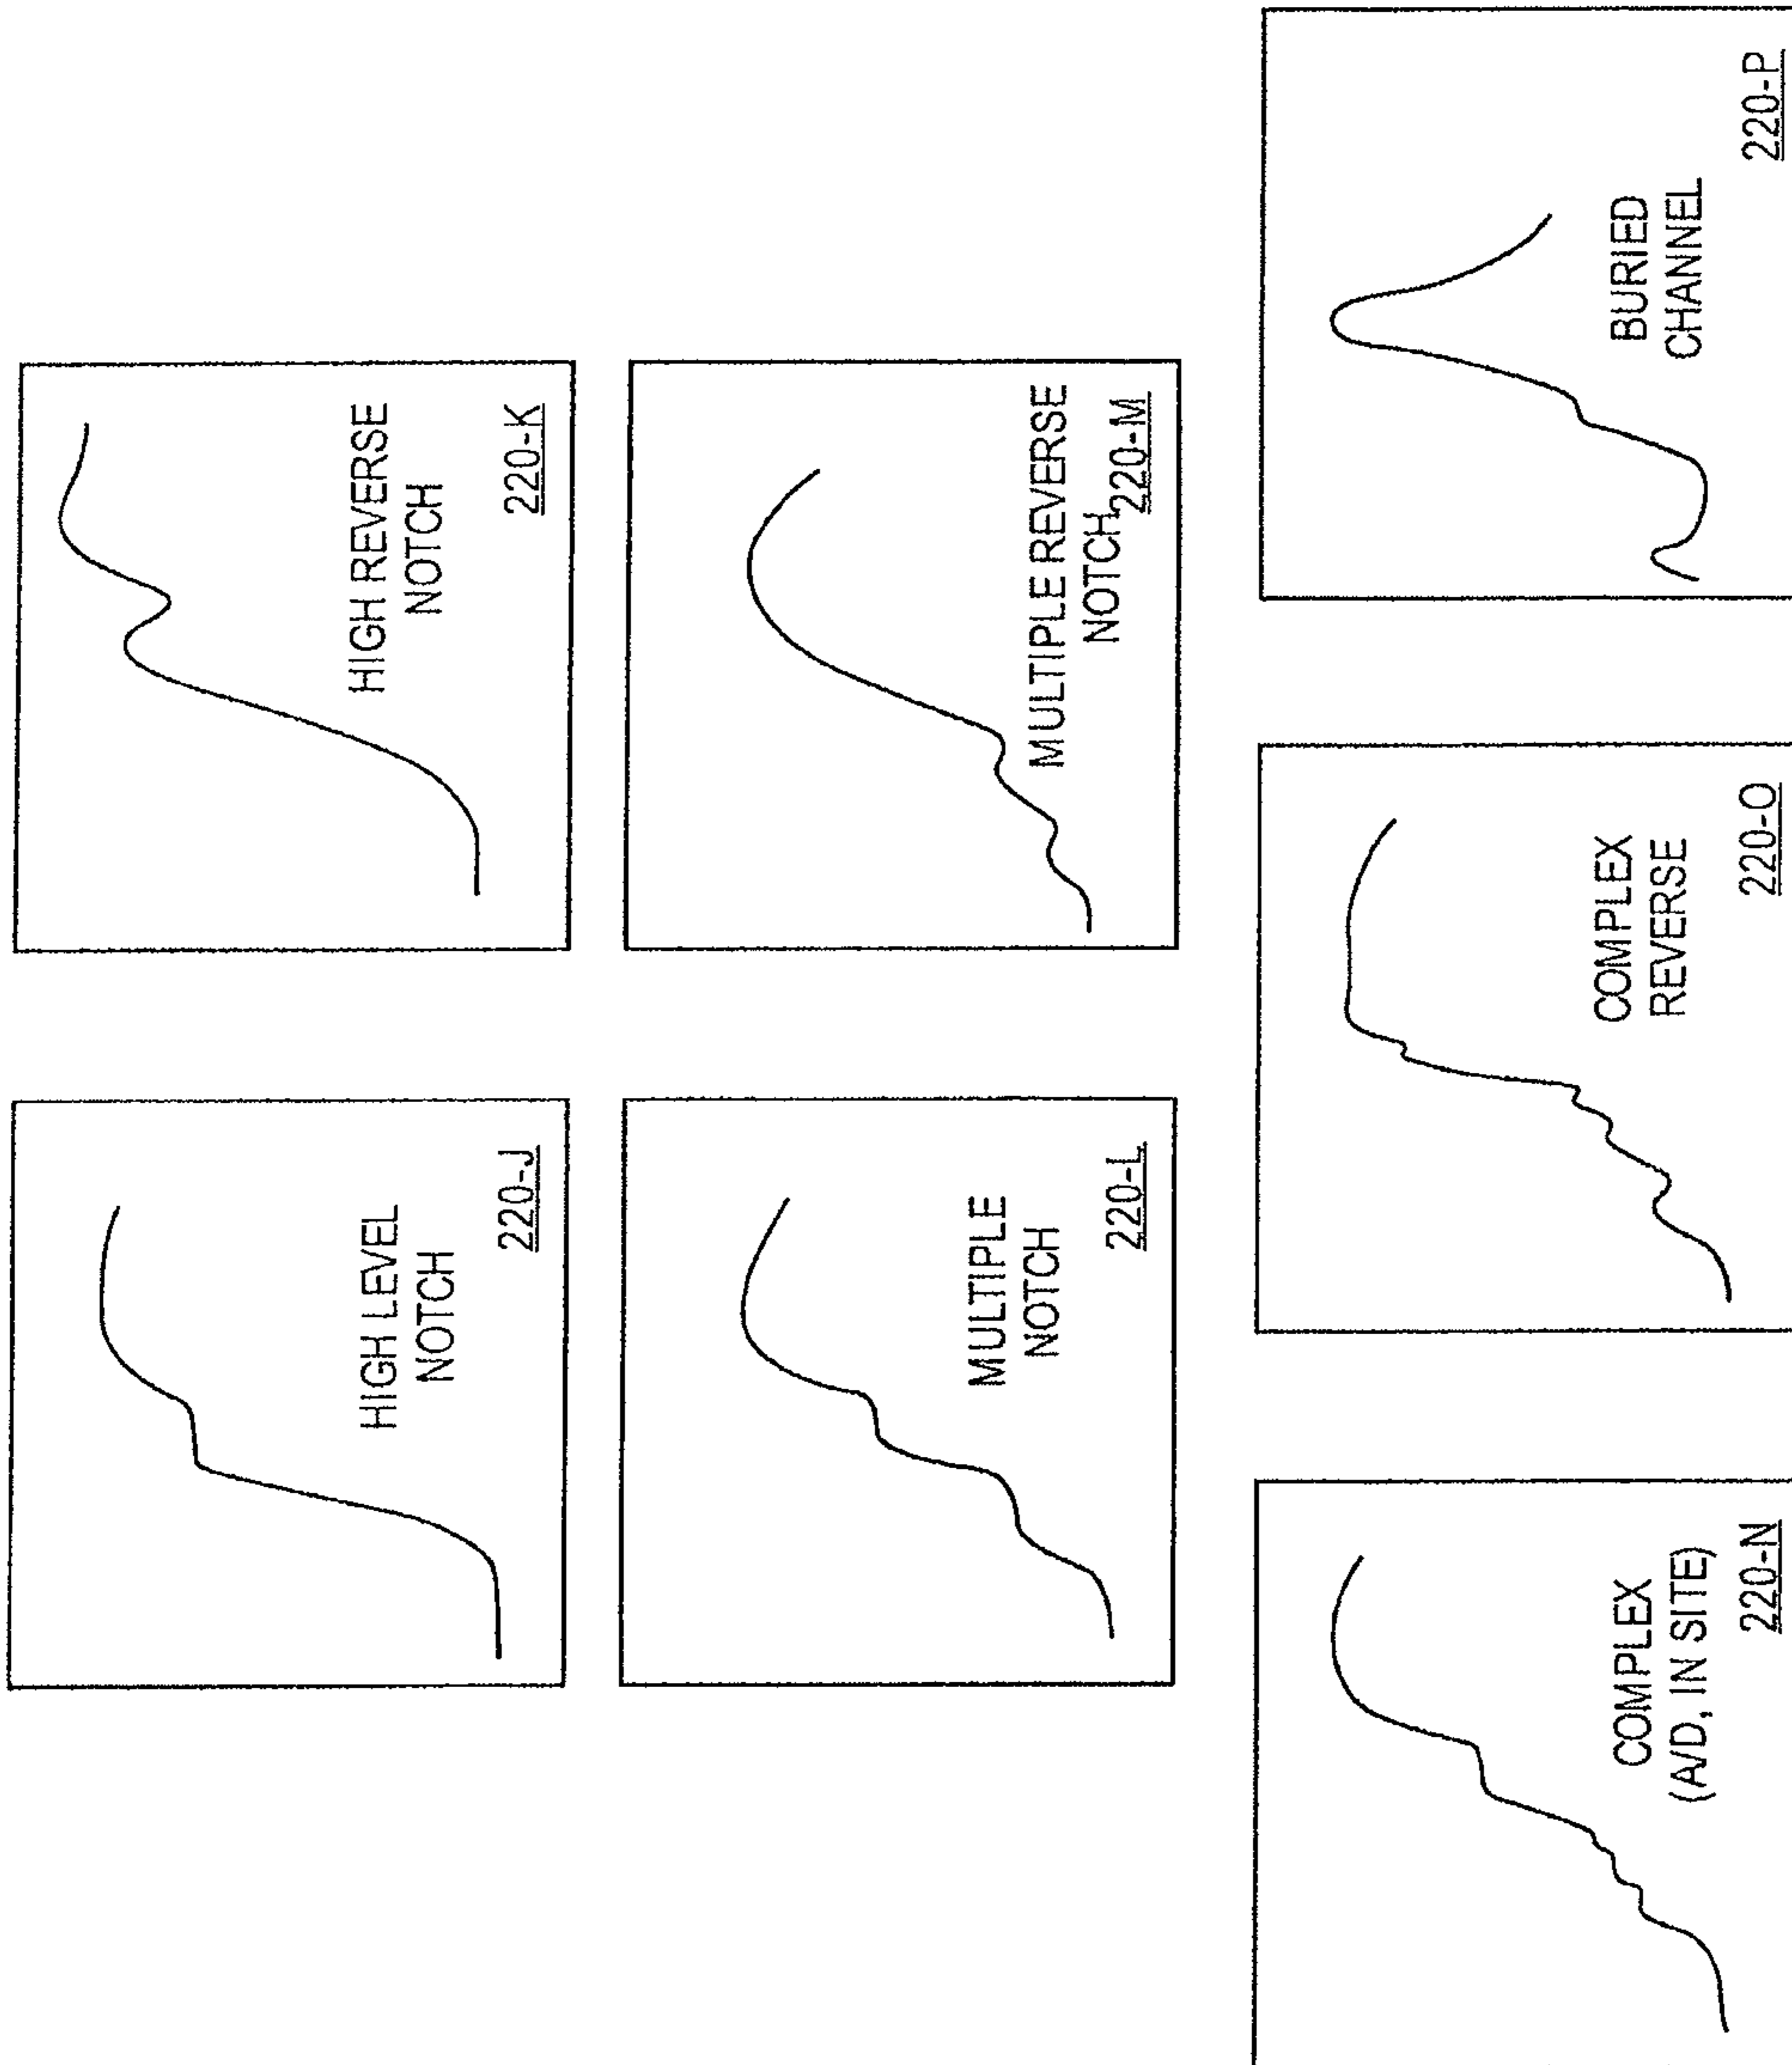 HIGH LEVEL
NOTCH
220-J
HIGH REVERSE
NOTCH
220-K
MULTIPLE
NOTCH
220-L
MULTIPLE REVERSE
NOTCH
220-M
COMPLEX
(A/D, IN SITE)
220-N
COMPLEX
REVERSE
220-O
BURIED
CHANNEL
220-P